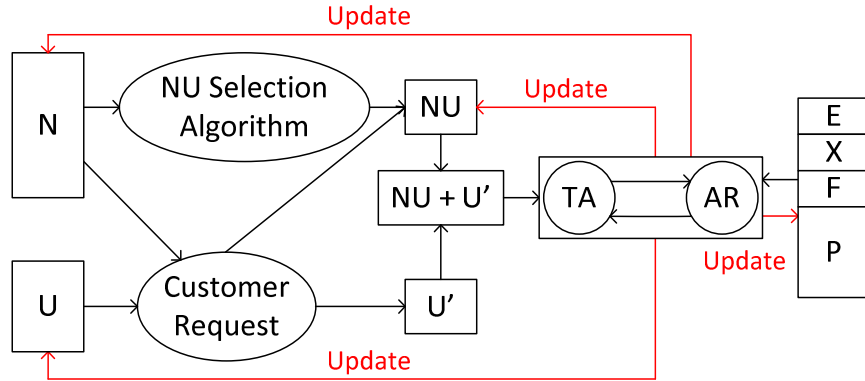 Update
N
NU Selection
Algorithm
NU
Update
E
X
F
P
NU + U’
TA
AR
Update
U
Customer
Request
U’
Update